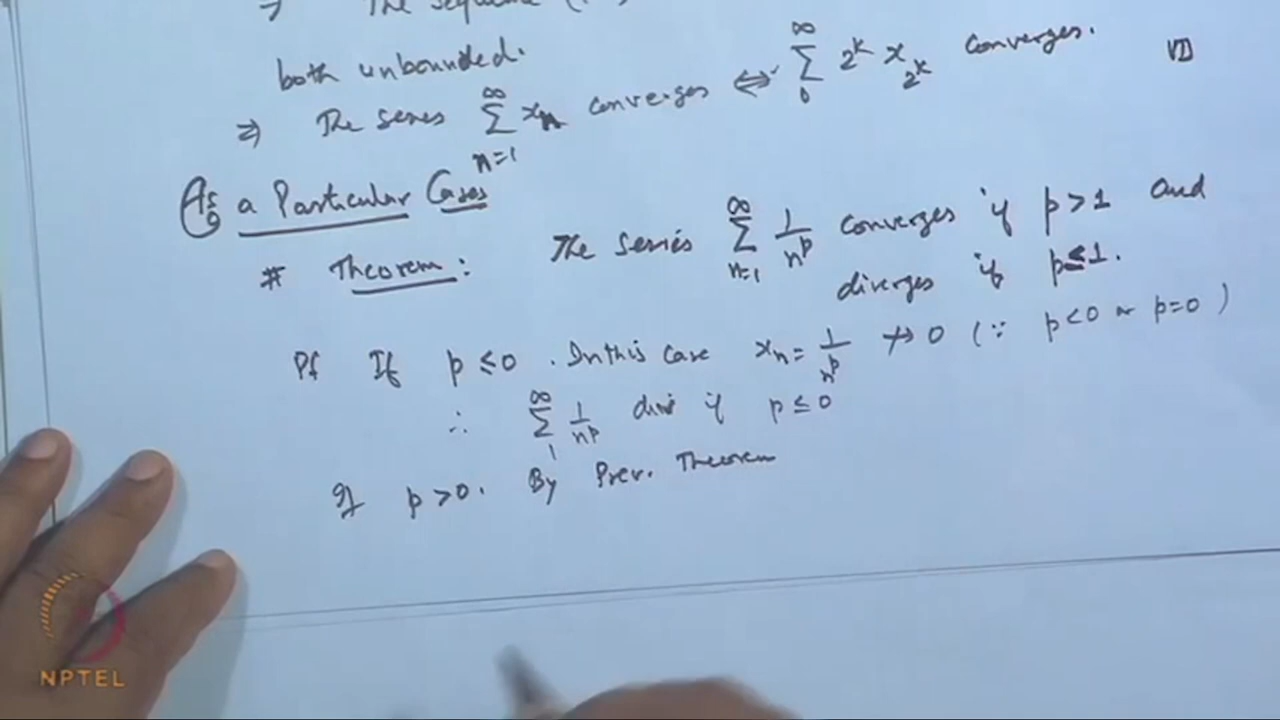 ⇒ The sequence (
both unbounded.
⇒ The series ∑_{n=1}^{∞} x_n converges ⇔ ∑_{0}^{∞} 2^k x_{2^k} converges.
As a Particular Cases
# Theorem: The series ∑_{n=1}^{∞} 1/n^p converges if p>1 and
diverges if p≤1.
Pf If p≤0. In this case x_n = 1/n^p ↛ 0 (∵ p<0 or p=0)
∴ ∑_{1}^{∞} 1/n^p div if p≤0
If p>0. By Prev. Theorem
NPTEL